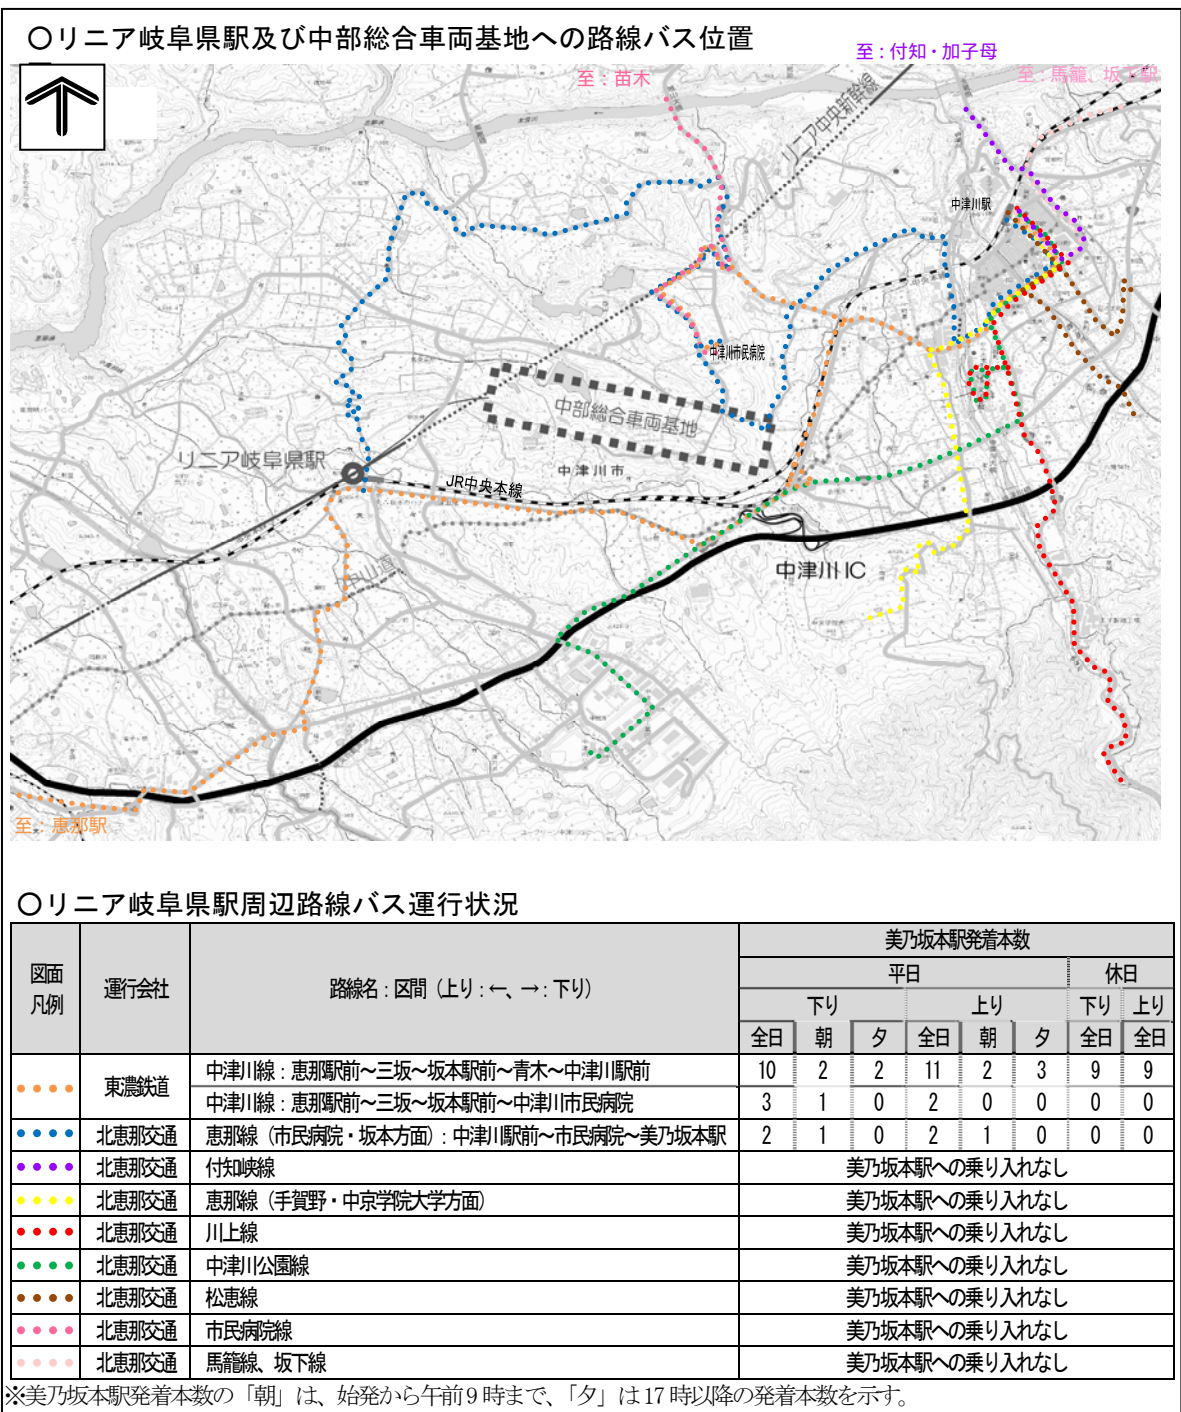 〇リニア岐阜県駅及び中部総合車両基地への路線バス位置
至：付知・加子母
至：苗木
至：馬籠、坂下駅
リニア中央新幹線
中津川駅
中津川市民病院
中部総合車両基地
リニア岐阜県駅
中津川市
JR中央本線
中山道
中津川IC
至：恵那駅
〇リニア岐阜県駅周辺路線バス運行状況
図面凡例 運行会社 路線名：区間（上り：←、→：下り） 美乃坂本駅発着本数
平日 休日
下り 上り 下り 上り
全日 朝 夕 全日 朝 夕 全日 全日
東濃鉄道 中津川線：恵那駅前～三坂～坂本駅前～青木～中津川駅前 10 2 2 11 2 3 9 9
中津川線：恵那駅前～三坂～坂本駅前～中津川市民病院 3 1 0 2 0 0 0 0
北恵那交通 恵那線（市民病院・坂本方面）：中津川駅前～市民病院～美乃坂本駅 2 1 0 2 1 0 0 0
北恵那交通 付知峡線 美乃坂本駅への乗り入れなし
北恵那交通 恵那線（手賀野・中京学院大学方面） 美乃坂本駅への乗り入れなし
北恵那交通 川上線 美乃坂本駅への乗り入れなし
北恵那交通 中津川公園線 美乃坂本駅への乗り入れなし
北恵那交通 松恵線 美乃坂本駅への乗り入れなし
北恵那交通 市民病院線 美乃坂本駅への乗り入れなし
北恵那交通 馬籠線、坂下線 美乃坂本駅への乗り入れなし
※美乃坂本駅発着本数の「朝」は、始発から午前9時まで、「夕」は17時以降の発着本数を示す。